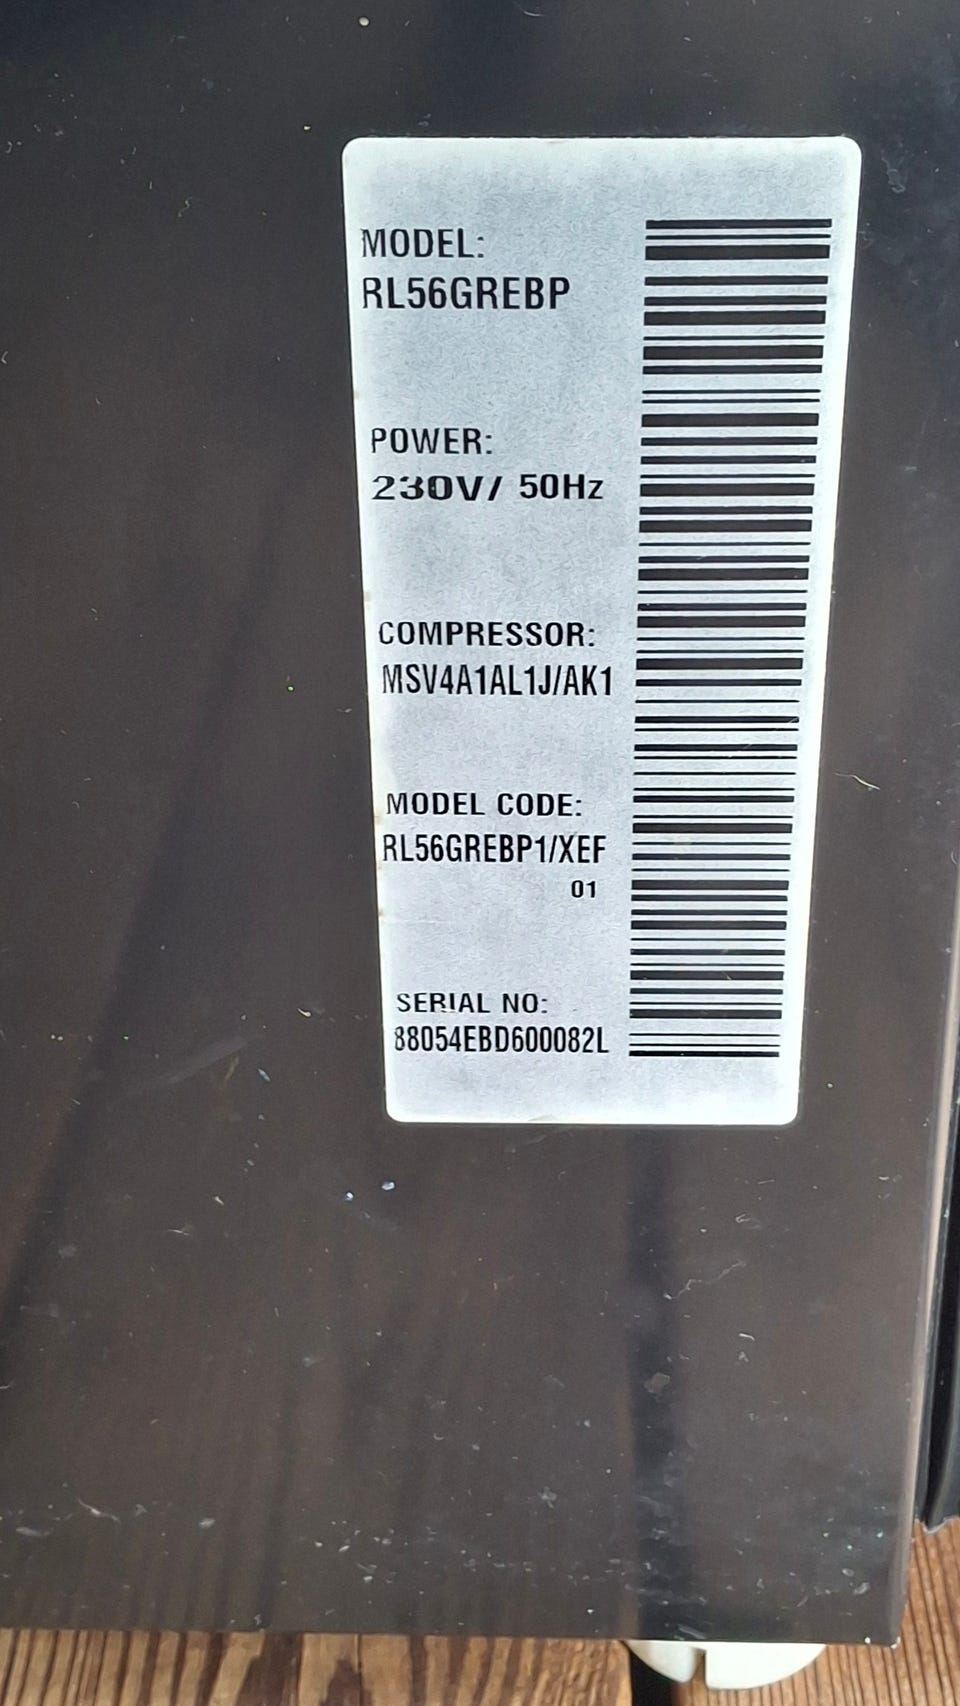 MODEL:
RL56GREBP
POWER:
230V/ 50Hz
COMPRESSOR:
MSV4A1AL1J/AK1
MODEL CODE:
RL56GREBP1/XEF
01
SERIAL NO:
88054EBD600082L